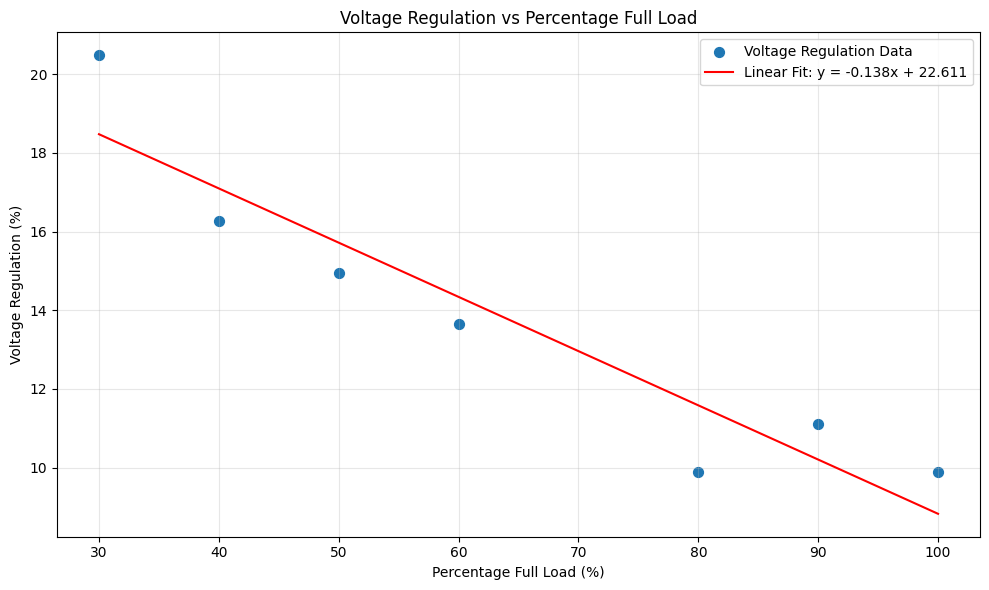 Voltage Regulation vs Percentage Full Load
Voltage Regulation Data
Linear Fit: y = -0.138x + 22.611
Voltage Regulation (%)
20
18
16
14
12
10
30 40 50 60 70 80 90 100
Percentage Full Load (%)